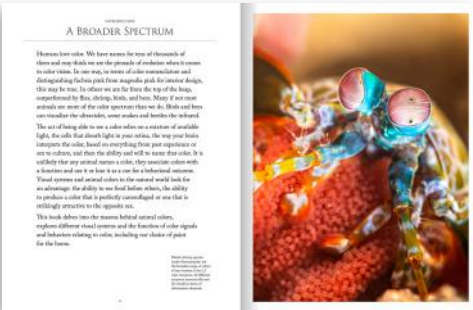 INTRODUCTION
A BROADER SPECTRUM
Humans love color. We have names for tens of thousands of
them and may think we are the pinnacle of evolution when it comes
to color vision. In one way, in terms of color nomenclature and
distinguishing fuchsia pink from magnolia pink for interior design,
this may be true. In others we are far from the top of the heap,
outperformed by flies, shrimp, birds, and bees. Many if not most
animals see more of the color spectrum than we do. Birds and bees
can visualize the ultraviolet, some snakes and beetles the infrared.
The act of being able to see a color relies on a mixture of available
light, the cells that absorb light in your retina, the way your brain
interprets the color, based on everything from past experience or
sex to culture, and then the ability and will to name that color. It is
unlikely that any animal names a color, they associate colors with
a function and use it or lose it as a cue for a behavioral outcome.
Visual systems and animal colors in the natural world look for
an advantage: the ability to see food before others, the ability
to produce a color that is perfectly camouflaged or one that is
strikingly attractive to the opposite sex.
This book delves into the reasons behind animal colors,
explores different visual systems and the function of color signals
and behaviors relating to color, including our choice of paint
for the home.